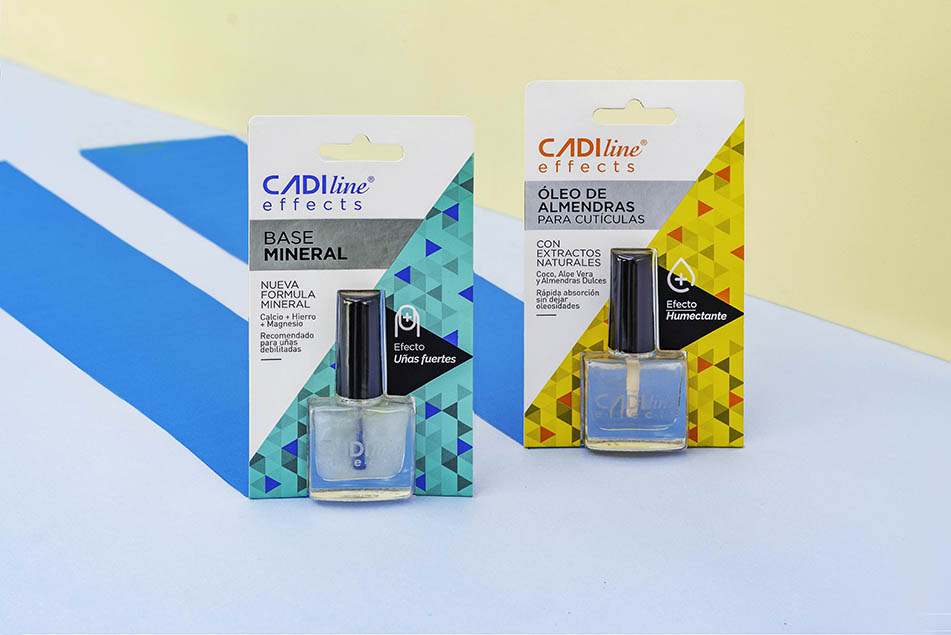 CADIline®
effects
BASE
MINERAL
NUEVA
FORMULA
MINERAL
Calcio + Hierro
+ Magnesio
Recomendado
para uñas
debilitadas
Efecto
Uñas fuertes
CADIline®
effects
ÓLEO DE
ALMENDRAS
PARA CUTÍCULAS
CON
EXTRACTOS
NATURALES
Coco, Aloe Vera
y Almendras Dulces
Rápida absorción
sin dejar
oleosidades
Efecto
Humectante
CADIline